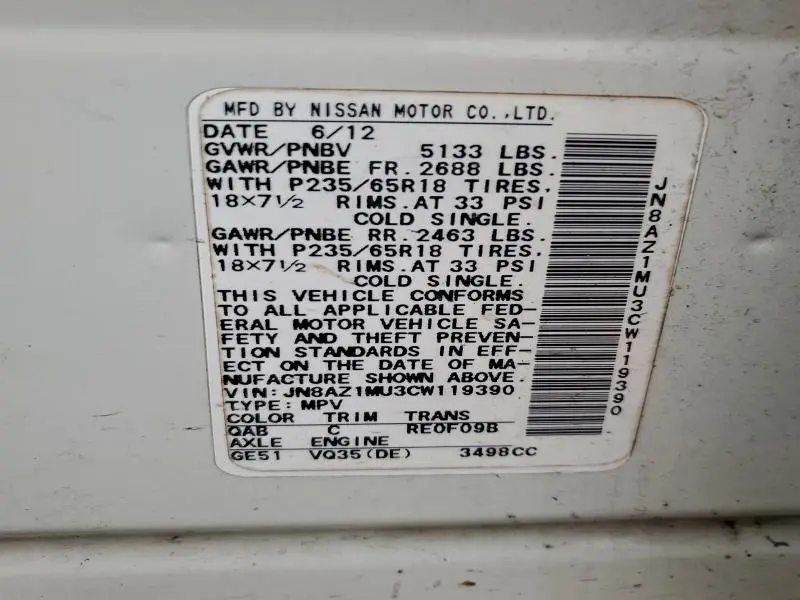 MFD BY NISSAN MOTOR CO.,LTD.
DATE 6/12
GVWR/PNBV 5133 LBS.
GAWR/PNBE FR. 2688 LBS.
WITH P235/65R18 TIRES,
18×7½ RIMS.AT 33 PSI
COLD SINGLE.
GAWR/PNBE RR. 2463 LBS.
WITH P235/65R18 TIRES,
18×7½ RIMS.AT 33 PSI
COLD SINGLE.
THIS VEHICLE CONFORMS
TO ALL APPLICABLE FED-
ERAL MOTOR VEHICLE SA-
FETY AND THEFT PREVEN-
TION STANDARDS IN EFF-
ECT ON THE DATE OF MA-
NUFACTURE SHOWN ABOVE.
VIN:JN8AZ1MU3CW119390
TYPE:MPV
COLOR TRIM TRANS
QAB C RE0F09B
AXLE ENGINE
GE51 VQ35(DE) 3498CC
JN8AZ1MU3CW119390